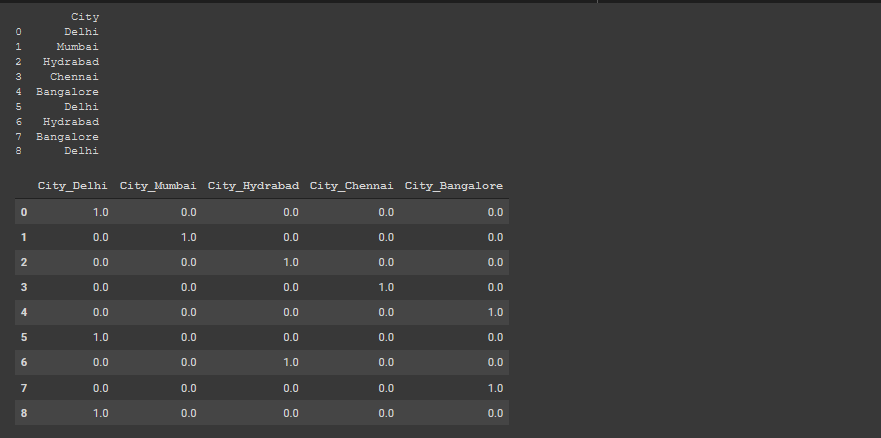 City
0 Delhi
1 Mumbai
2 Hydrabad
3 Chennai
4 Bangalore
5 Delhi
6 Hydrabad
7 Bangalore
8 Delhi
City_Delhi City_Mumbai City_Hydrabad City_Chennai City_Bangalore
0 1.0 0.0 0.0 0.0 0.0
1 0.0 1.0 0.0 0.0 0.0
2 0.0 0.0 1.0 0.0 0.0
3 0.0 0.0 0.0 1.0 0.0
4 0.0 0.0 0.0 0.0 1.0
5 1.0 0.0 0.0 0.0 0.0
6 0.0 0.0 1.0 0.0 0.0
7 0.0 0.0 0.0 0.0 1.0
8 1.0 0.0 0.0 0.0 0.0